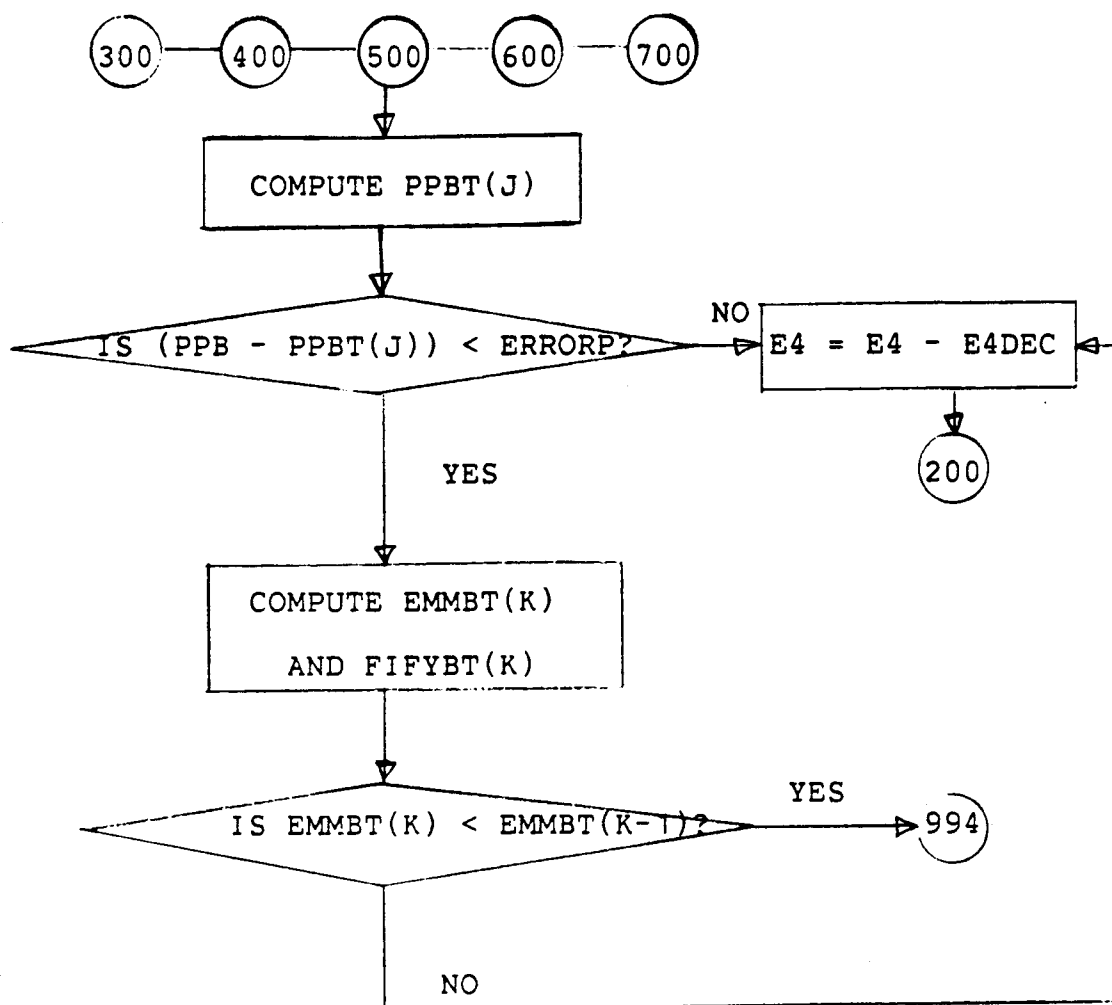 300 400 500 600 700
COMPUTE PPBT(J)
IS (PPB - PPBT(J)) < ERRORP?
NO
E4 = E4 - E4DEC
200
YES
COMPUTE EMMBT(K)
AND FIFYBT(K)
IS EMMBT(K) < EMMBT(K-1)?
YES
994
NO